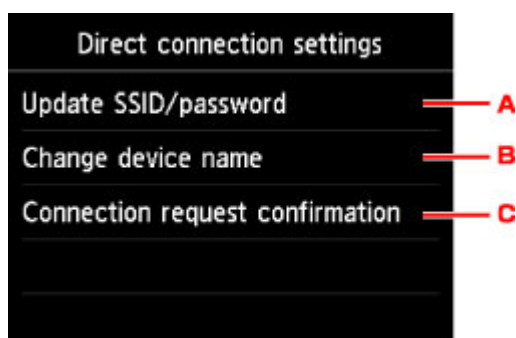 Direct connection settings
Update SSID/password A
Change device name B
Connection request confirmation C